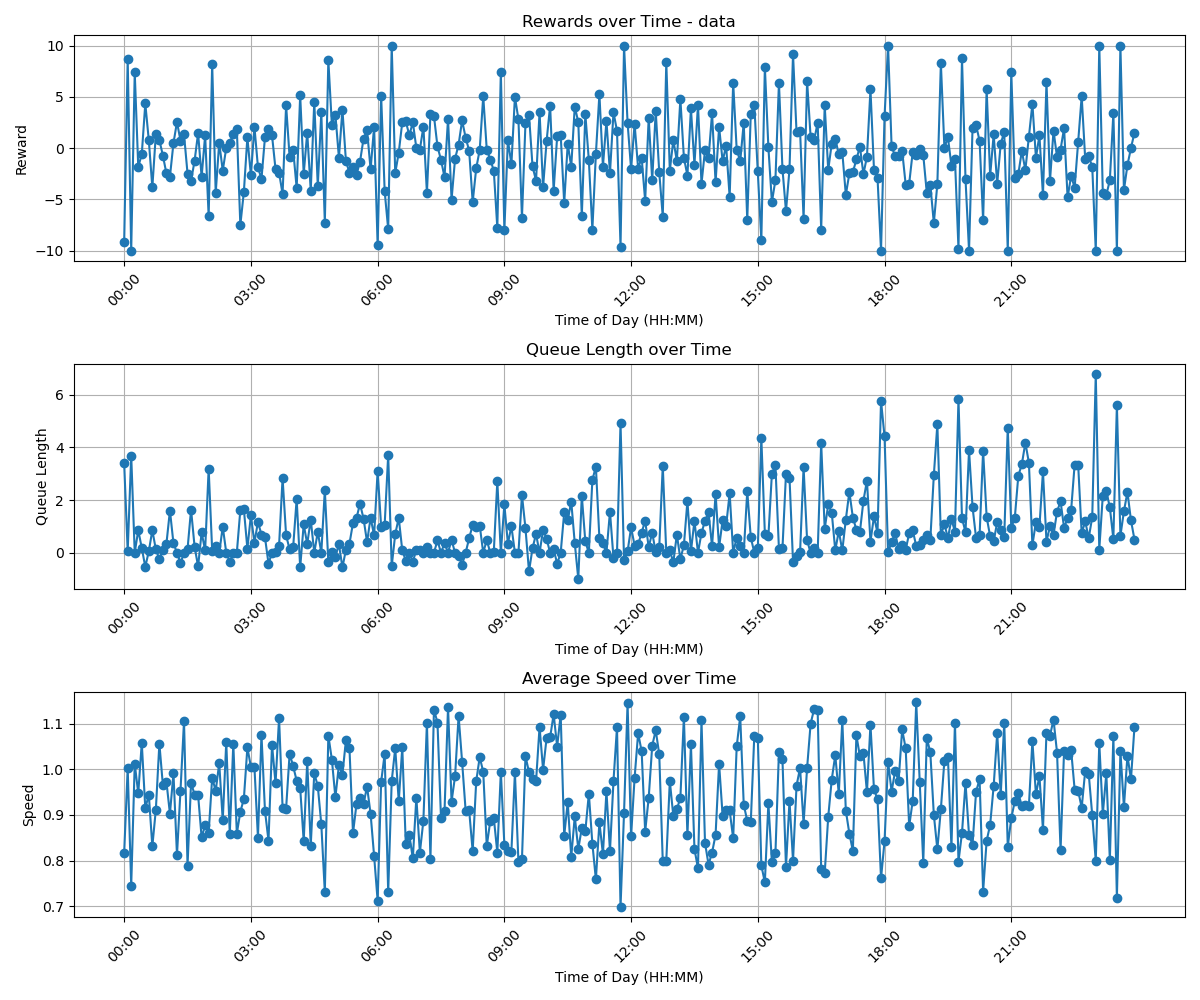 Rewards over Time - data
Reward
10
5
0
−5
−10
00:00 03:00 06:00 09:00 12:00 15:00 18:00 21:00
Time of Day (HH:MM)
Queue Length over Time
Queue Length
6
4
2
0
00:00 03:00 06:00 09:00 12:00 15:00 18:00 21:00
Time of Day (HH:MM)
Average Speed over Time
Speed
1.1
1.0
0.9
0.8
0.7
00:00 03:00 06:00 09:00 12:00 15:00 18:00 21:00
Time of Day (HH:MM)